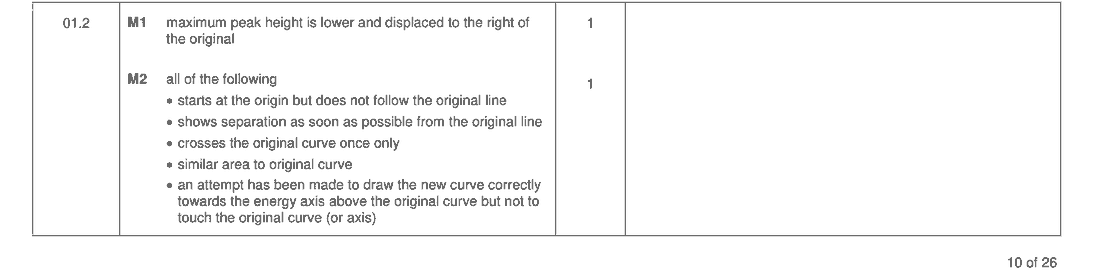 01.2 M1 maximum peak height is lower and displaced to the right of 1
the original
M2 all of the following 1
• starts at the origin but does not follow the original line
• shows separation as soon as possible from the original line
• crosses the original curve once only
• similar area to original curve
• an attempt has been made to draw the new curve correctly
towards the energy axis above the original curve but not to
touch the original curve (or axis)
10 of 26